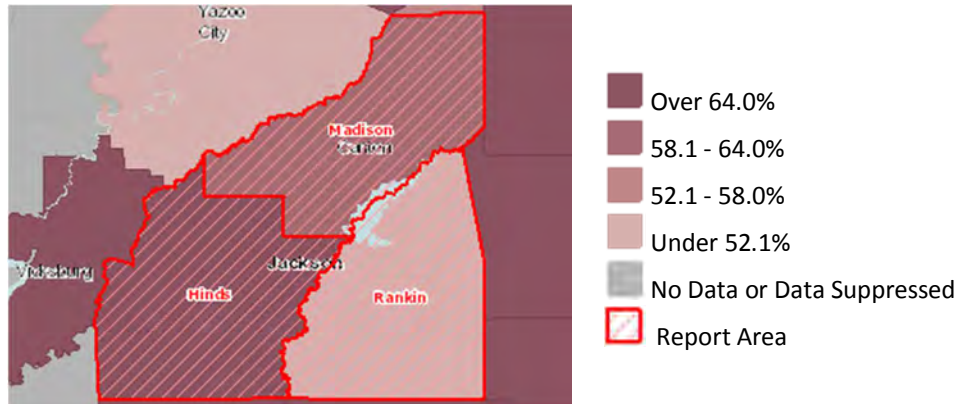 Yazoo
City
Madison
Canton
Jackson
Vicksburg
Hinds
Rankin
Over 64.0%
58.1 - 64.0%
52.1 - 58.0%
Under 52.1%
No Data or Data Suppressed
Report Area